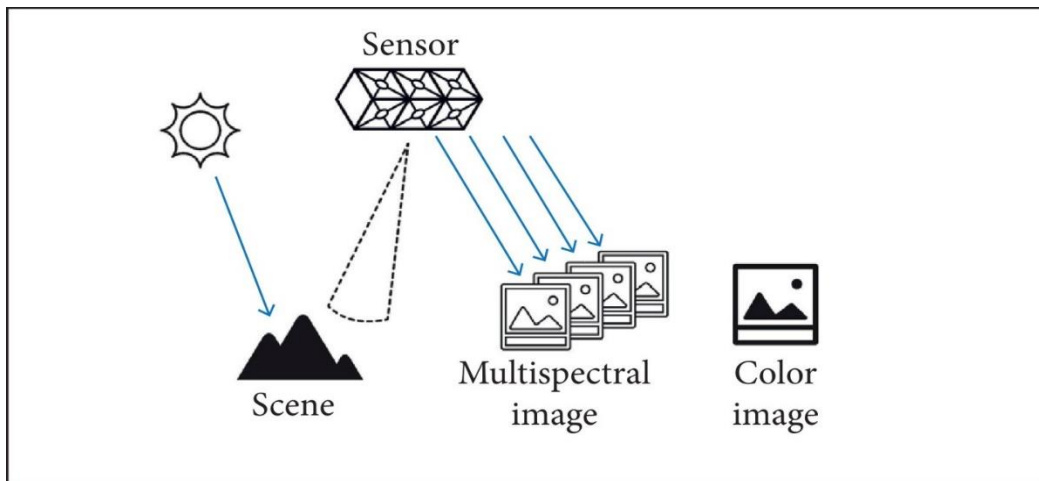 Sensor
Scene
Multispectral
image
Color
image